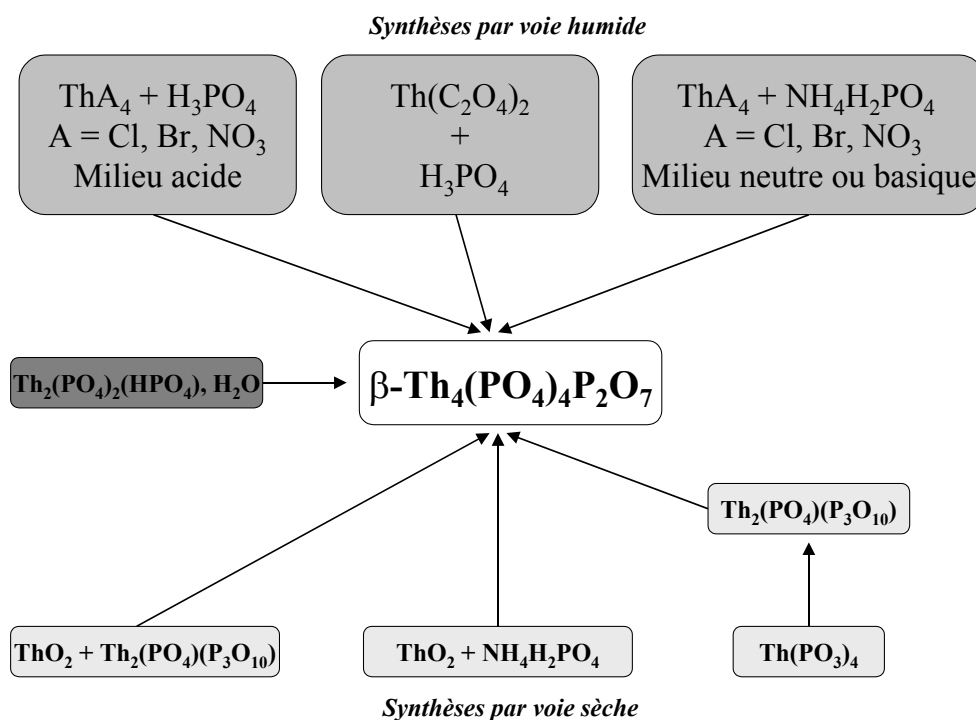 Synthèses par voie humide
ThA₄ + H₃PO₄
A = Cl, Br, NO₃
Milieu acide
Th(C₂O₄)₂
+
H₃PO₄
ThA₄ + NH₄H₂PO₄
A = Cl, Br, NO₃
Milieu neutre ou basique
Th₂(PO₄)₂(HPO₄), H₂O
β-Th₄(PO₄)₄P₂O₇
Th₂(PO₄)(P₃O₁₀)
ThO₂ + Th₂(PO₄)(P₃O₁₀)
ThO₂ + NH₄H₂PO₄
Th(PO₃)₄
Synthèses par voie sèche